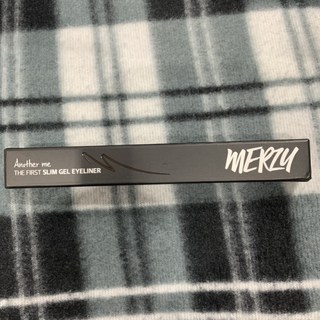 Another me
THE FIRST SLIM GEL EYELINER
MERZY